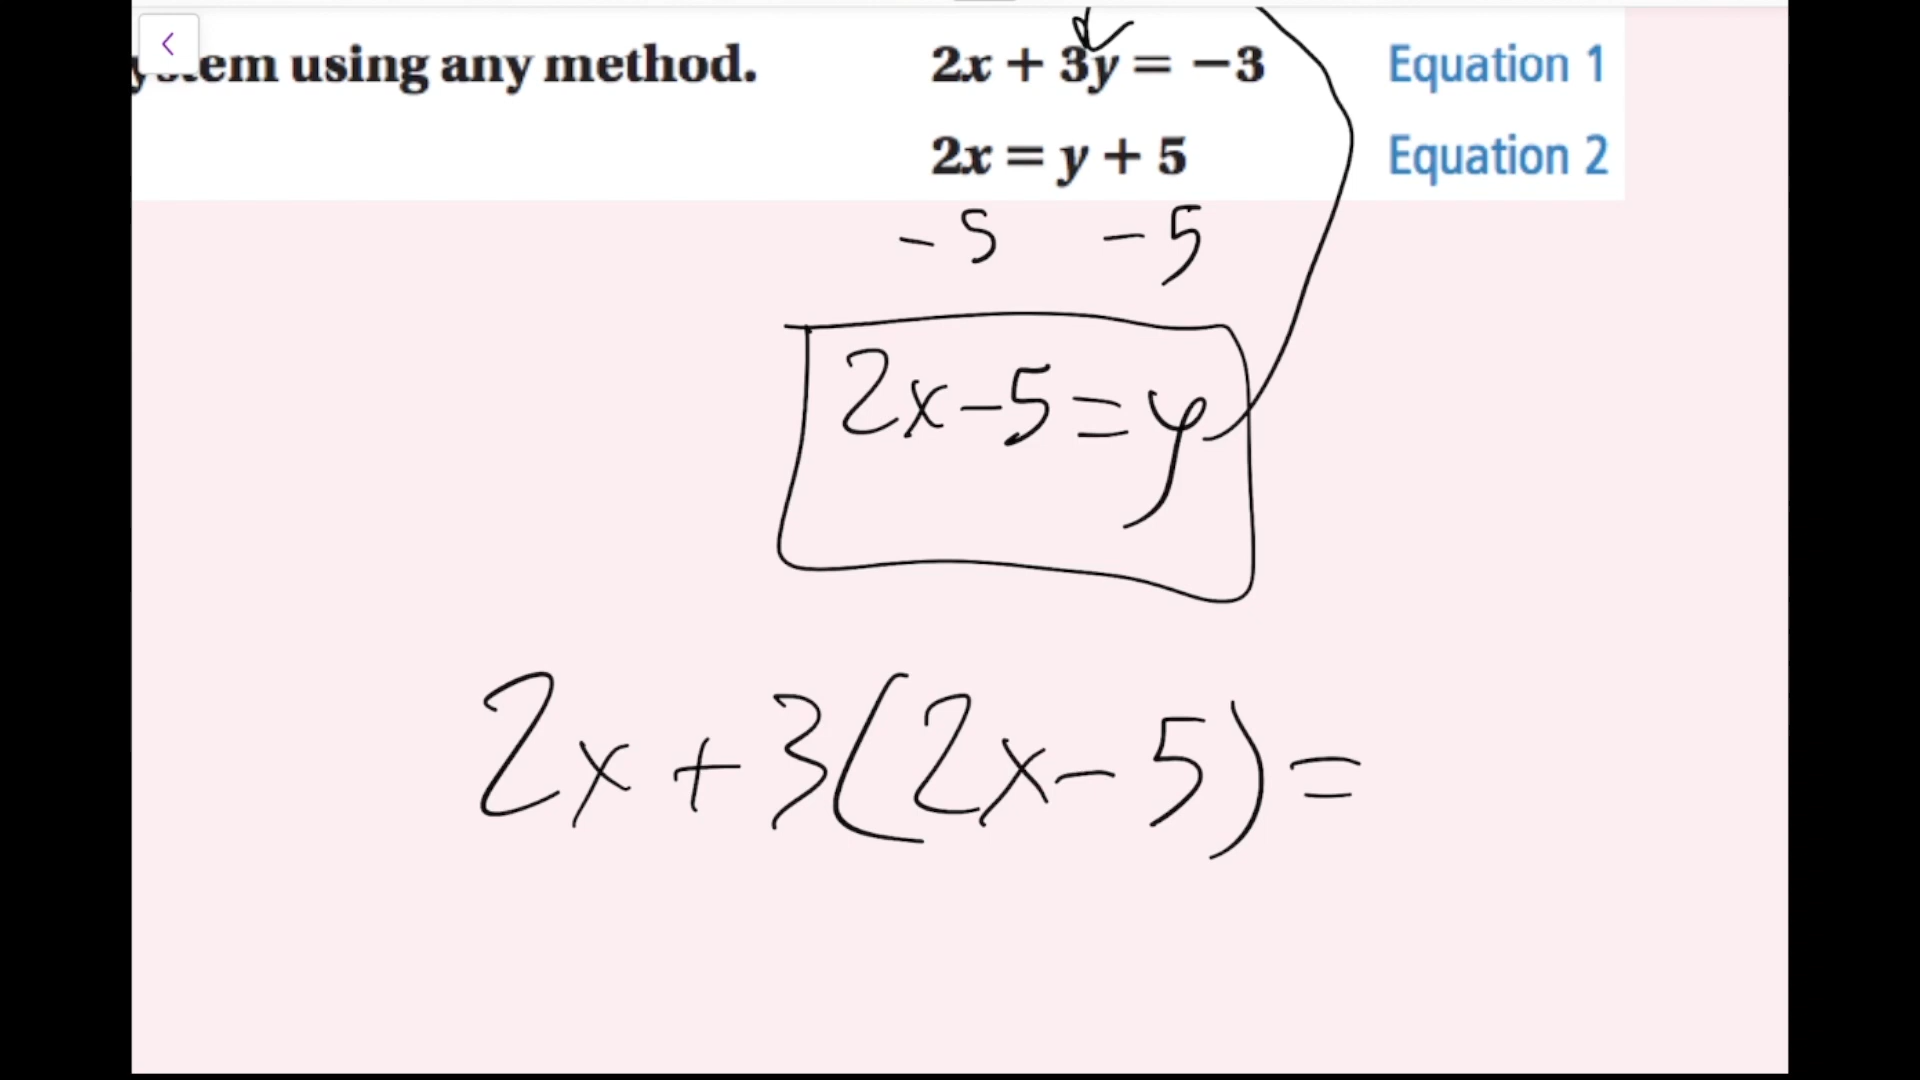 em using any method. 2x + 3y = −3 Equation 1
2x = y + 5 Equation 2
- 5 - 5
2x-5=y
2x+3(2x-5)=